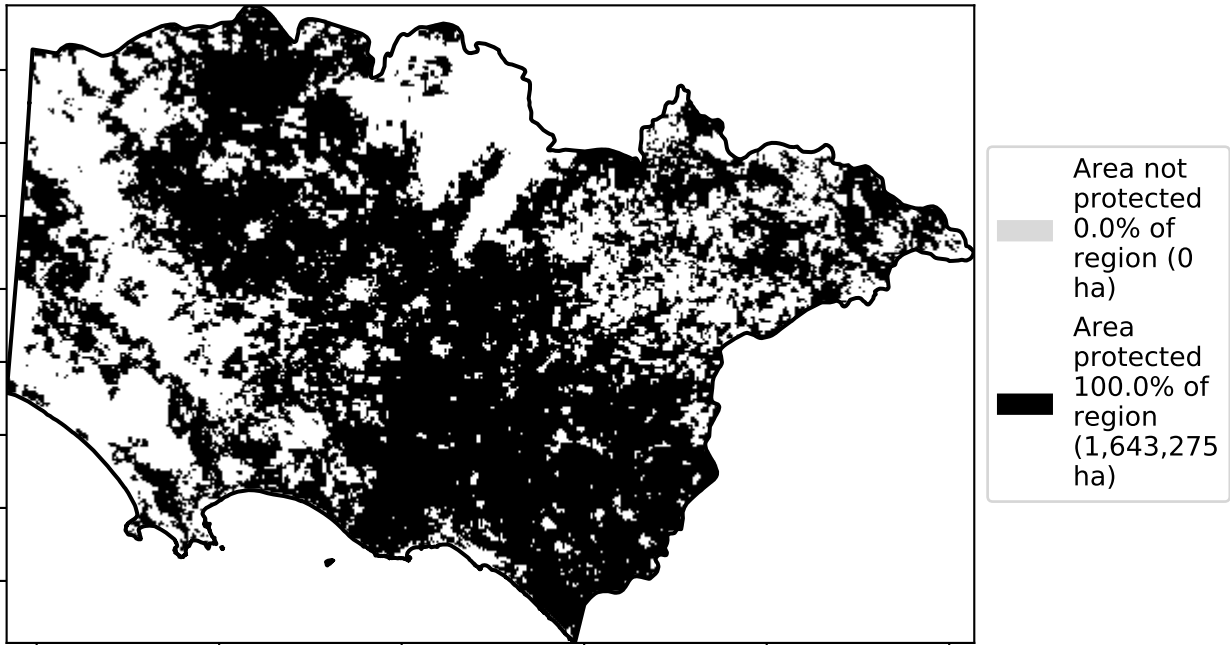 Area not
protected
0.0% of
region (0
ha)
Area
protected
100.0% of
region
(1,643,275
ha)